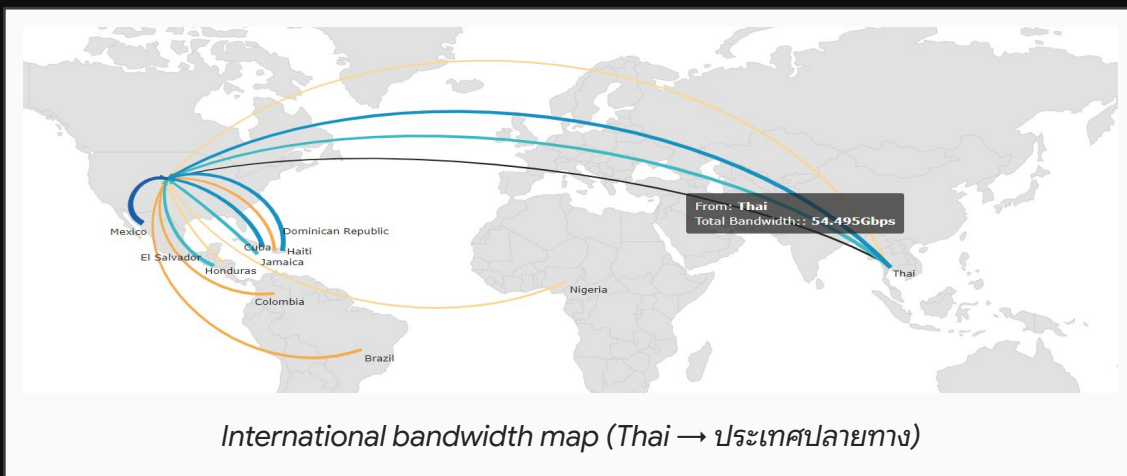 From: Thai
Total Bandwidth:: 54.495Gbps
Mexico
Dominican Republic
Cuba
Haiti
El Salvador
Jamaica
Honduras
Thai
Nigeria
Colombia
Brazil
International bandwidth map (Thai → ประเทศปลายทาง)